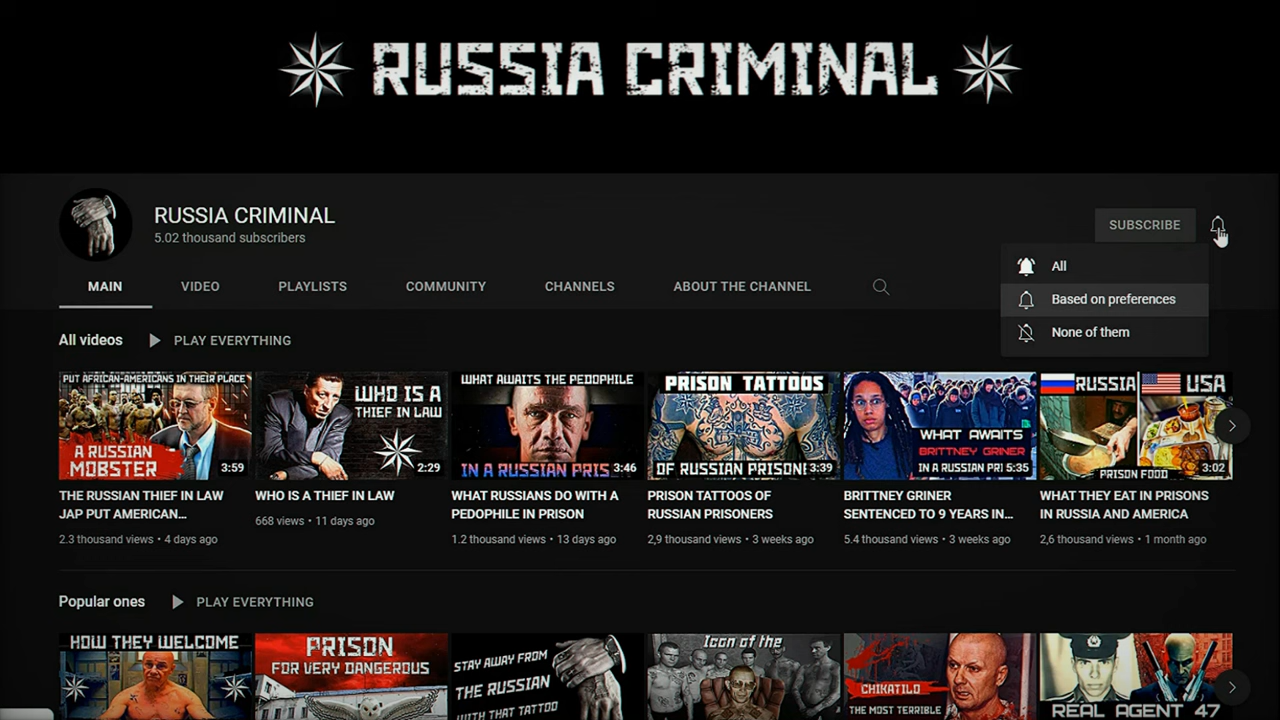 RUSSIA CRIMINAL
RUSSIA CRIMINAL
5.02 thousand subscribers
SUBSCRIBE
MAIN
VIDEO
PLAYLISTS
COMMUNITY
CHANNELS
ABOUT THE CHANNEL
All
Based on preferences
None of them
All videos
PLAY EVERYTHING
PUT AFRICAN-AMERICANS IN THEIR PLACE
A RUSSIAN
MOBSTER
3:59
WHO IS A
THIEF IN LAW
2:29
WHAT AWAITS THE PEDOPHILE
IN A RUSSIAN PRIS
3:46
PRISON TATTOOS
OF RUSSIAN PRISON
3:39
WHAT AWAITS
BRITTNEY GRINER
IN A RUSSIAN PRI
5:35
RUSSIA
USA
PRISON FOOD
3:02
THE RUSSIAN THIEF IN LAW
JAP PUT AMERICAN...
2.3 thousand views • 4 days ago
WHO IS A THIEF IN LAW
668 views • 11 days ago
WHAT RUSSIANS DO WITH A
PEDOPHILE IN PRISON
1.2 thousand views • 13 days ago
PRISON TATTOOS OF
RUSSIAN PRISONERS
2,9 thousand views • 3 weeks ago
BRITTNEY GRINER
SENTENCED TO 9 YEARS IN...
5.4 thousand views • 3 weeks ago
WHAT THEY EAT IN PRISONS
IN RUSSIA AND AMERICA
2,6 thousand views • 1 month ago
Popular ones
PLAY EVERYTHING
HOW THEY WELCOME
PRISON
FOR VERY DANGEROUS
STAY AWAY FROM
THE RUSSIAN
WITH THAT TATTOO
Icon of the
CHIKATILO
THE MOST TERRIBLE
REAL AGENT 47